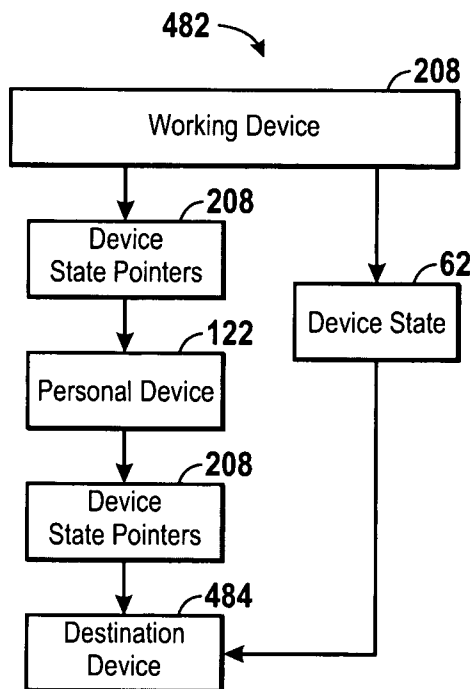 482
208
Working Device
208
Device
State Pointers
62
Device State
122
Personal Device
208
Device
State Pointers
484
Destination
Device